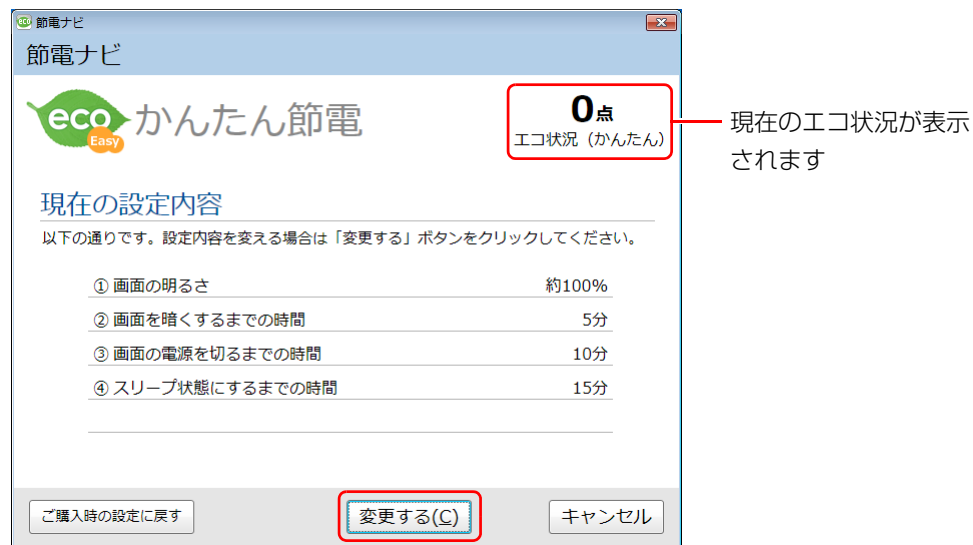 節電ナビ
節電ナビ
eco Easy かんたん節電
0点
エコ状況（かんたん）
現在のエコ状況が表示
されます
現在の設定内容
以下の通りです。設定内容を変える場合は「変更する」ボタンをクリックしてください。
① 画面の明るさ 約100%
② 画面を暗くするまでの時間 5分
③ 画面の電源を切るまでの時間 10分
④ スリープ状態にするまでの時間 15分
ご購入時の設定に戻す 変更する(C) キャンセル